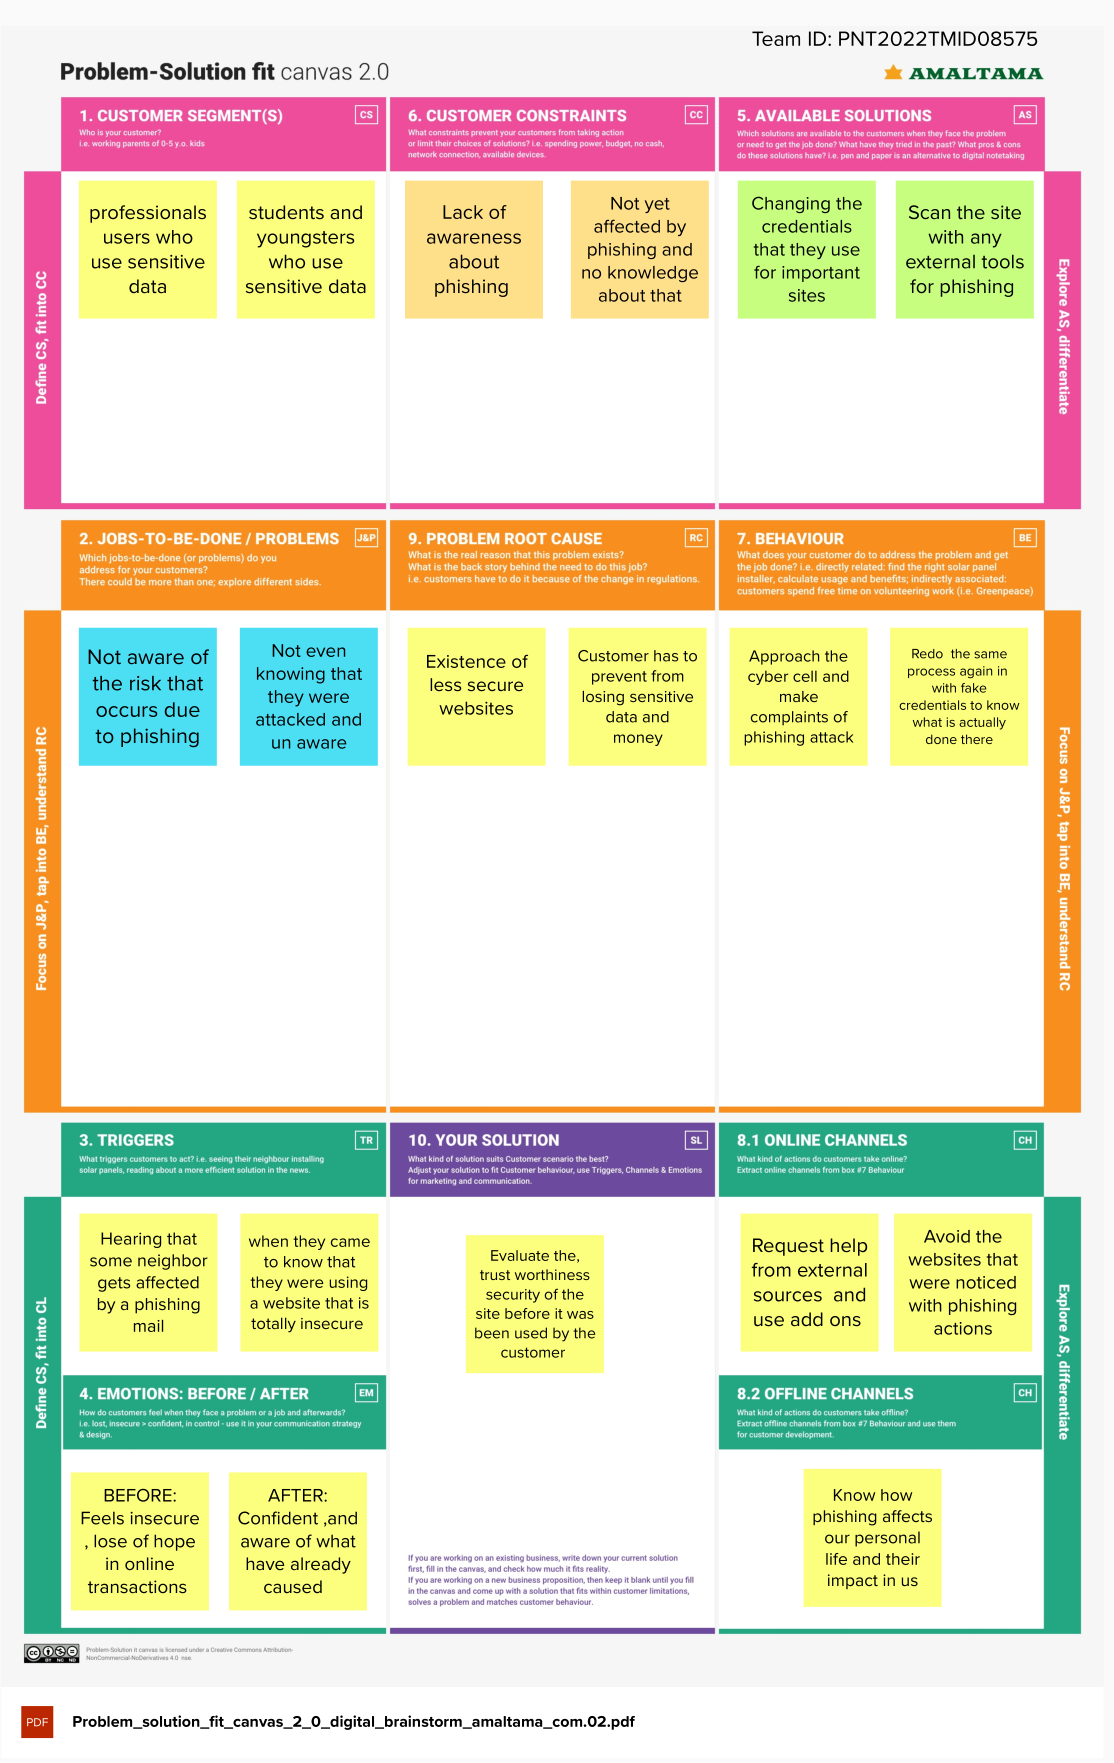 Team ID: PNT2022TMID08575
Problem-Solution fit canvas 2.0
AMALTAMA
1. CUSTOMER SEGMENT(S)
CS
Who is your customer?
i.e. working parents of 0-5 y.o. kids
6. CUSTOMER CONSTRAINTS
CC
What constraints prevent your customers from taking action
or limit their choices of solutions? i.e. spending power, budget, no cash,
network connection, available devices.
5. AVAILABLE SOLUTIONS
AS
Which solutions are available to the customers when they face the problem
or need to get the job done? What have they tried in the past? What pros & cons
do these solutions have? i.e. pen and paper is an alternative to digital notetaking
Define CS, fit into CC
professionals
users who
use sensitive
data
students and
youngsters
who use
sensitive data
Lack of
awareness
about
phishing
Not yet
affected by
phishing and
no knowledge
about that
Changing the
credentials
that they use
for important
sites
Scan the site
with any
external tools
for phishing
Explore AS, differentiate
2. JOBS-TO-BE-DONE / PROBLEMS
J&P
Which jobs-to-be-done (or problems) do you
address for your customers?
There could be more than one; explore different sides.
9. PROBLEM ROOT CAUSE
RC
What is the real reason that this problem exists?
What is the back story behind the need to do this job?
i.e. customers have to do it because of the change in regulations.
7. BEHAVIOUR
BE
What does your customer do to address the problem and get
the job done? i.e. directly related: find the right solar panel
installer, calculate usage and benefits; indirectly associated:
customers spend free time on volunteering work (i.e. Greenpeace)
Focus on J&P, tap into BE, understand RC
Not aware of
the risk that
occurs due
to phishing
Not even
knowing that
they were
attacked and
un aware
Existence of
less secure
websites
Customer has to
prevent from
losing sensitive
data and
money
Approach the
cyber cell and
make
complaints of
phishing attack
Redo the same
process again in
with fake
credentials to know
what is actually
done there
Focus on J&P, tap into BE, understand RC
3. TRIGGERS
TR
What triggers customers to act? i.e. seeing their neighbour installing
solar panels, reading about a more efficient solution in the news.
10. YOUR SOLUTION
SL
What kind of solution suits Customer scenario the best?
Adjust your solution to fit Customer behaviour, use Triggers, Channels & Emotions
for marketing and communication.
8.1 ONLINE CHANNELS
CH
What kind of actions do customers take online?
Extract online channels from box #7 Behaviour
Define CS, fit into CL
Hearing that
some neighbor
gets affected
by a phishing
mail
when they came
to know that
they were using
a website that is
totally insecure
Evaluate the,
trust worthiness
security of the
site before it was
been used by the
customer
Request help
from external
sources and
use add ons
Avoid the
websites that
were noticed
with phishing
actions
Explore AS, differentiate
4. EMOTIONS: BEFORE / AFTER
EM
How do customers feel when they face a problem or a job and afterwards?
i.e. lost, insecure > confident, in control - use it in your communication strategy
& design.
8.2 OFFLINE CHANNELS
CH
What kind of actions do customers take offline?
Extract offline channels from box #7 Behaviour and use them
for customer development.
BEFORE:
Feels insecure
, lose of hope
in online
transactions
AFTER:
Confident ,and
aware of what
have already
caused
If you are working on an existing business, write down your current solution
first, fill in the canvas, and check how much it fits reality.
If you are working on a new business proposition, then keep it blank until you fill
in the canvas and come up with a solution that fits within customer limitations,
solves a problem and matches customer behaviour.
Know how
phishing affects
our personal
life and their
impact in us
cc BY NC ND
Problem-Solution it canvas is licensed under a Creative Commons Attribution-
NonCommercial-NoDerivatives 4.0 nse.
PDF
Problem_solution_fit_canvas_2_0_digital_brainstorm_amaltama_com.02.pdf